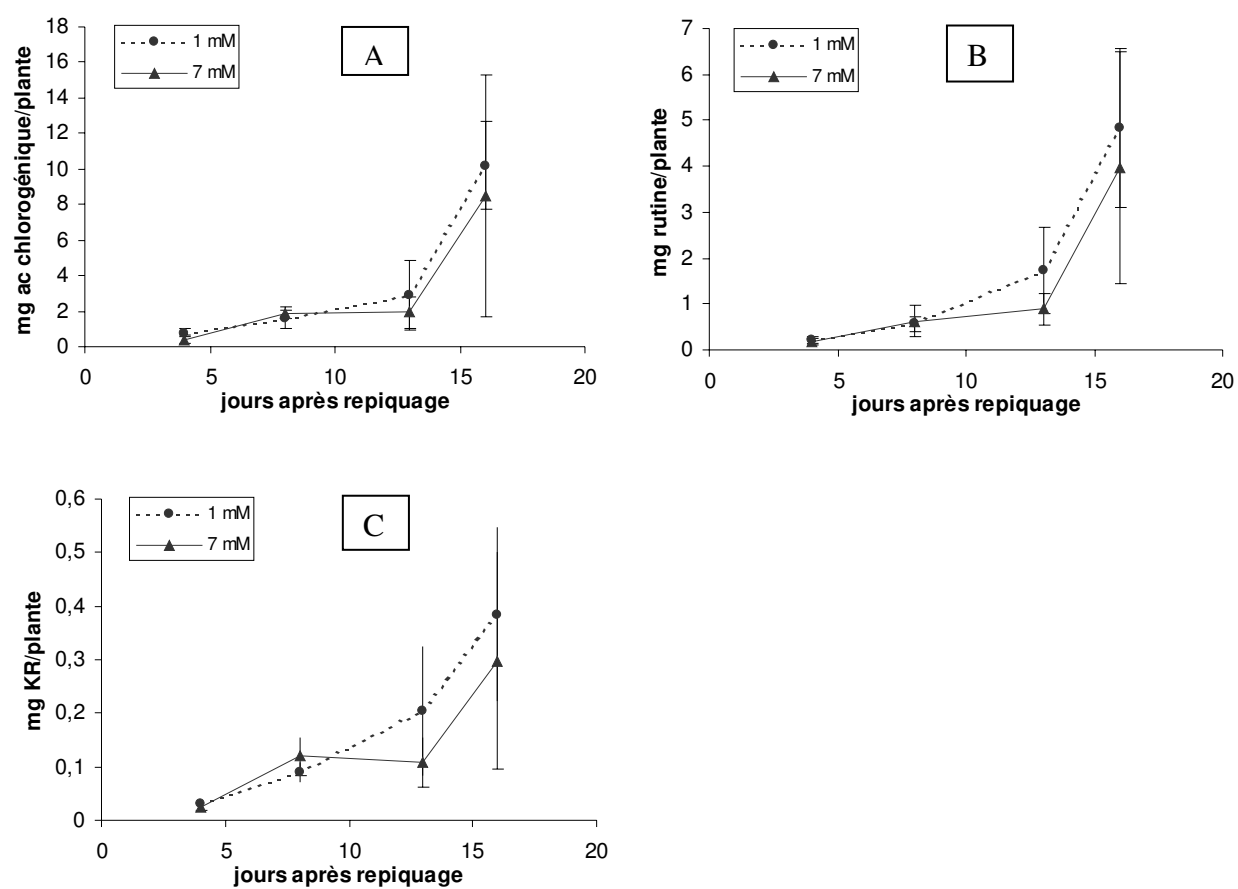 A
1 mM
7 mM
mg ac chlorogénique/plante
18
16
14
12
10
8
6
4
2
0
0 5 10 15 20
jours après repiquage
B
1 mM
7 mM
mg rutine/plante
7
6
5
4
3
2
1
0
0 5 10 15 20
jours après repiquage
C
1 mM
7 mM
mg KR/plante
0,6
0,5
0,4
0,3
0,2
0,1
0
0 5 10 15 20
jours après repiquage